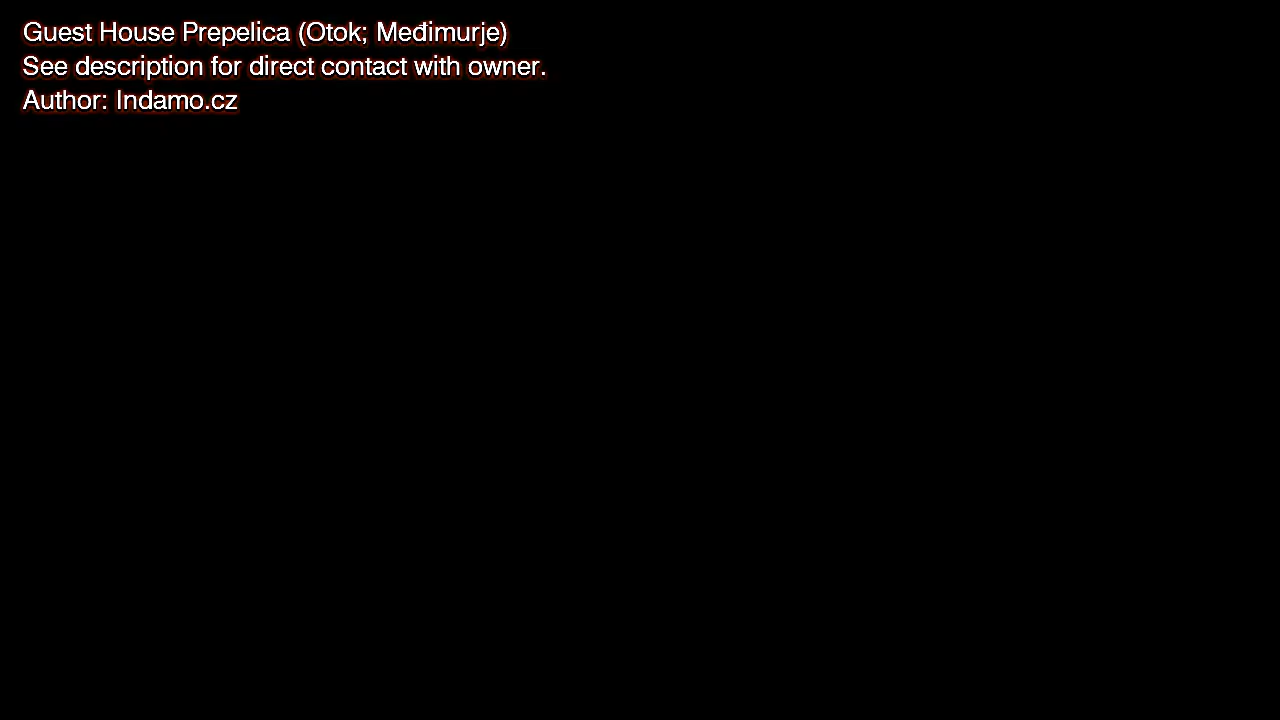 Guest House Prepelica (Otok; Međimurje)
See description for direct contact with owner.
Author: Indamo.cz